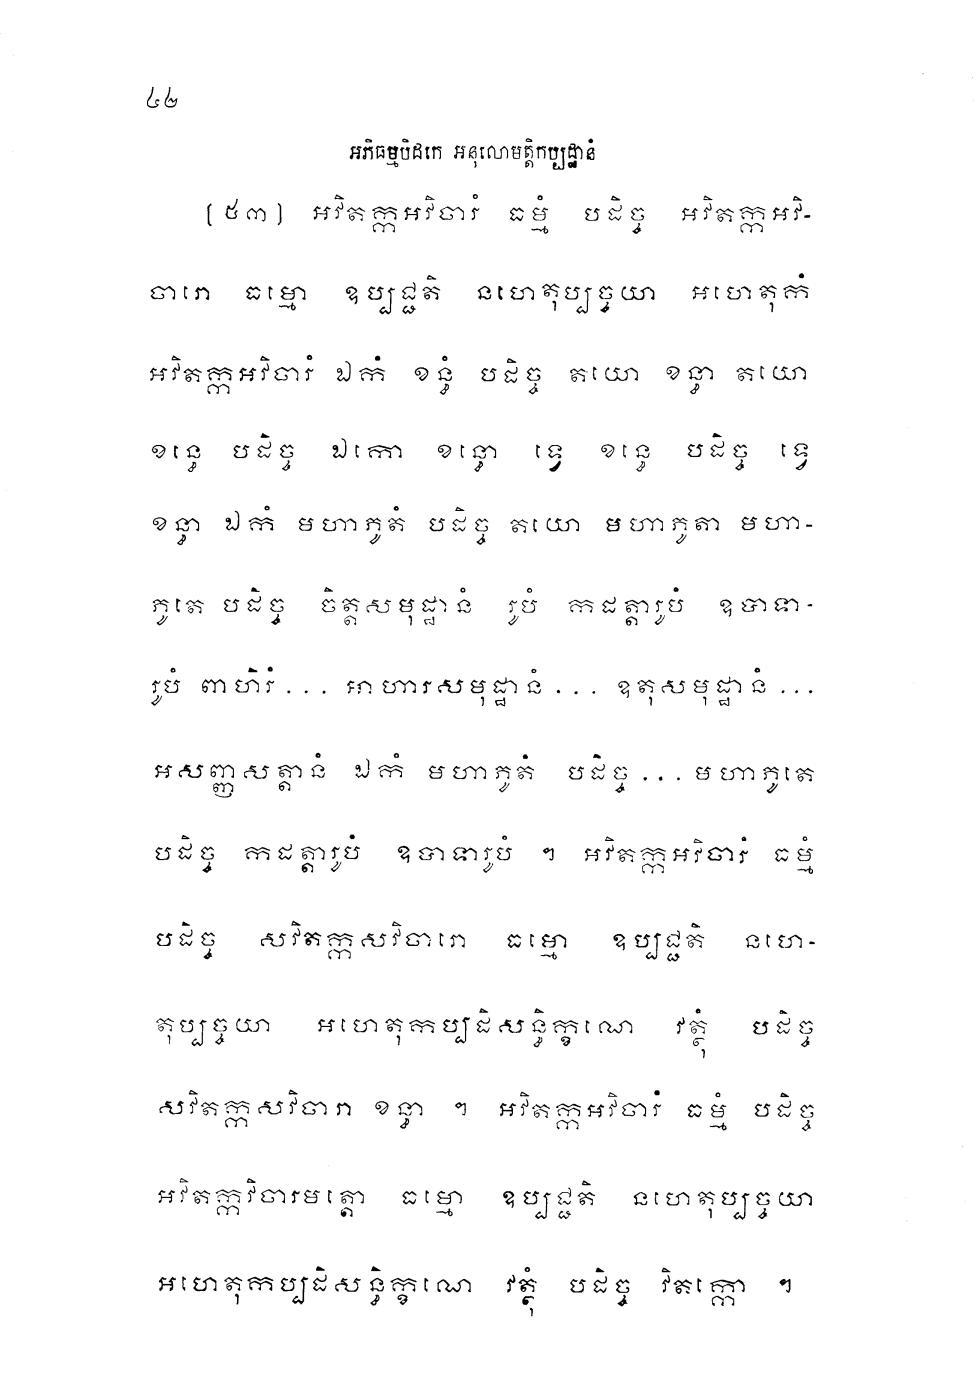 ៤២
អភិធម្មបិដកេ អនុលោមត្តិកប្បដ្ឋានំ
[៥៣] អវិតក្កអវិចារំ ធម្មំ បដិច្ច អវិតក្កអវិ-
ចារោ ធម្មោ ឧប្បជ្ជតិ នហេតុប្បច្ចយា អហេតុកំ
អវិតក្កអវិចារំ ឯកំ ខន្ធំ បដិច្ច តយោ ខន្ធា តយោ
ខន្ធេ បដិច្ច ឯកោ ខន្ធោ ទ្វេ ខន្ធេ បដិច្ច ទ្វេ
ខន្ធា ឯកំ មហាភូតំ បដិច្ច តយោ មហាភូតា មហា-
ភូតេ បដិច្ច ចិត្តសមុដ្ឋានំ រូបំ កដត្តារូបំ ឧបាទា-
រូបំ ពាហិរំ... អាហារសមុដ្ឋានំ... ឧតុសមុដ្ឋានំ...
អសញ្ញសត្តានំ ឯកំ មហាភូតំ បដិច្ច... មហាភូតេ
បដិច្ច កដត្តារូបំ ឧបាទារូបំ ។ អវិតក្កអវិចារំ ធម្មំ
បដិច្ច សវិតក្កសវិចារោ ធម្មោ ឧប្បជ្ជតិ នហេ-
តុប្បច្ចយា អហេតុកប្បដិសន្ធិក្ខណេ វត្ថុំ បដិច្ច
សវិតក្កសវិចារា ខន្ធា ។ អវិតក្កអវិចារំ ធម្មំ បដិច្ច
អវិតក្កវិចារមត្តោ ធម្មោ ឧប្បជ្ជតិ នហេតុប្បច្ចយា
អហេតុកប្បដិសន្ធិក្ខណេ វត្ថុំ បដិច្ច វិតក្កោ ។